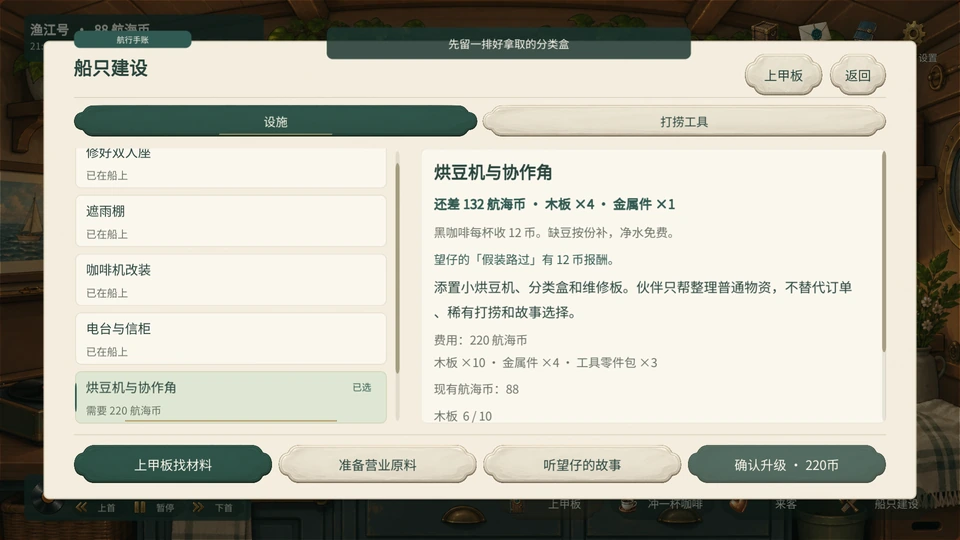 渔江号 · 88 航海币
航行手账
先留一排好拿取的分类盒
设置
船只建设
上甲板
返回
设施
打捞工具
修好双人座
已在船上
遮雨棚
已在船上
咖啡机改装
已在船上
电台与信柜
已在船上
烘豆机与协作角
已选
需要 220 航海币
烘豆机与协作角
还差 132 航海币 · 木板 ×4 · 金属件 ×1
黑咖啡每杯收 12 币。缺豆按份补，净水免费。
望仔的「假装路过」有 12 币报酬。
添置小烘豆机、分类盒和维修板。伙伴只帮整理普通物资，不替代订单
、稀有打捞和故事选择。
费用：220 航海币
木板 ×10 · 金属件 ×4 · 工具零件包 ×3
现有航海币：88
木板 6 / 10
上甲板找材料
准备营业原料
听望仔的故事
确认升级 · 220币
上首
暂停
下首
上甲板
冲一杯咖啡
来客
船只建设